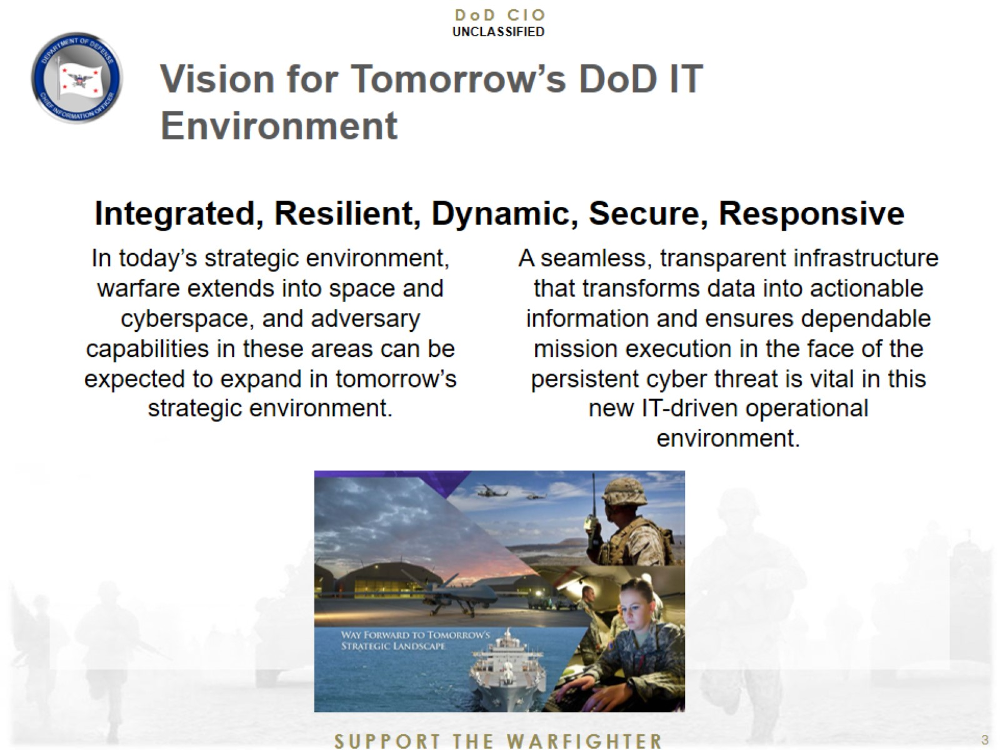 DoD CIO
UNCLASSIFIED
DEPARTMENT OF DEFENSE
CHIEF INFORMATION OFFICER
Vision for Tomorrow’s DoD IT
Environment
Integrated, Resilient, Dynamic, Secure, Responsive
In today’s strategic environment,
warfare extends into space and
cyberspace, and adversary
capabilities in these areas can be
expected to expand in tomorrow’s
strategic environment.
A seamless, transparent infrastructure
that transforms data into actionable
information and ensures dependable
mission execution in the face of the
persistent cyber threat is vital in this
new IT-driven operational
environment.
WAY FORWARD TO TOMORROW’S
STRATEGIC LANDSCAPE
SUPPORT THE WARFIGHTER
3